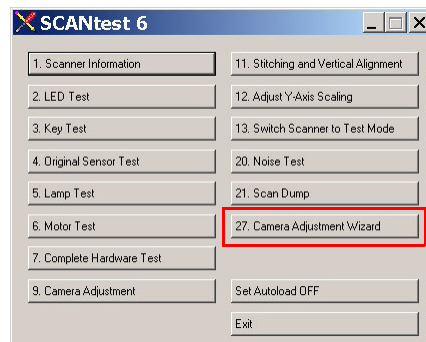 SCANtest 6
1. Scanner Information
2. LED Test
3. Key Test
4. Original Sensor Test
5. Lamp Test
6. Motor Test
7. Complete Hardware Test
9. Camera Adjustment
11. Stitching and Vertical Alignment
12. Adjust Y-Axis Scaling
13. Switch Scanner to Test Mode
20. Noise Test
21. Scan Dump
27. Camera Adjustment Wizard
Set Autoload OFF
Exit